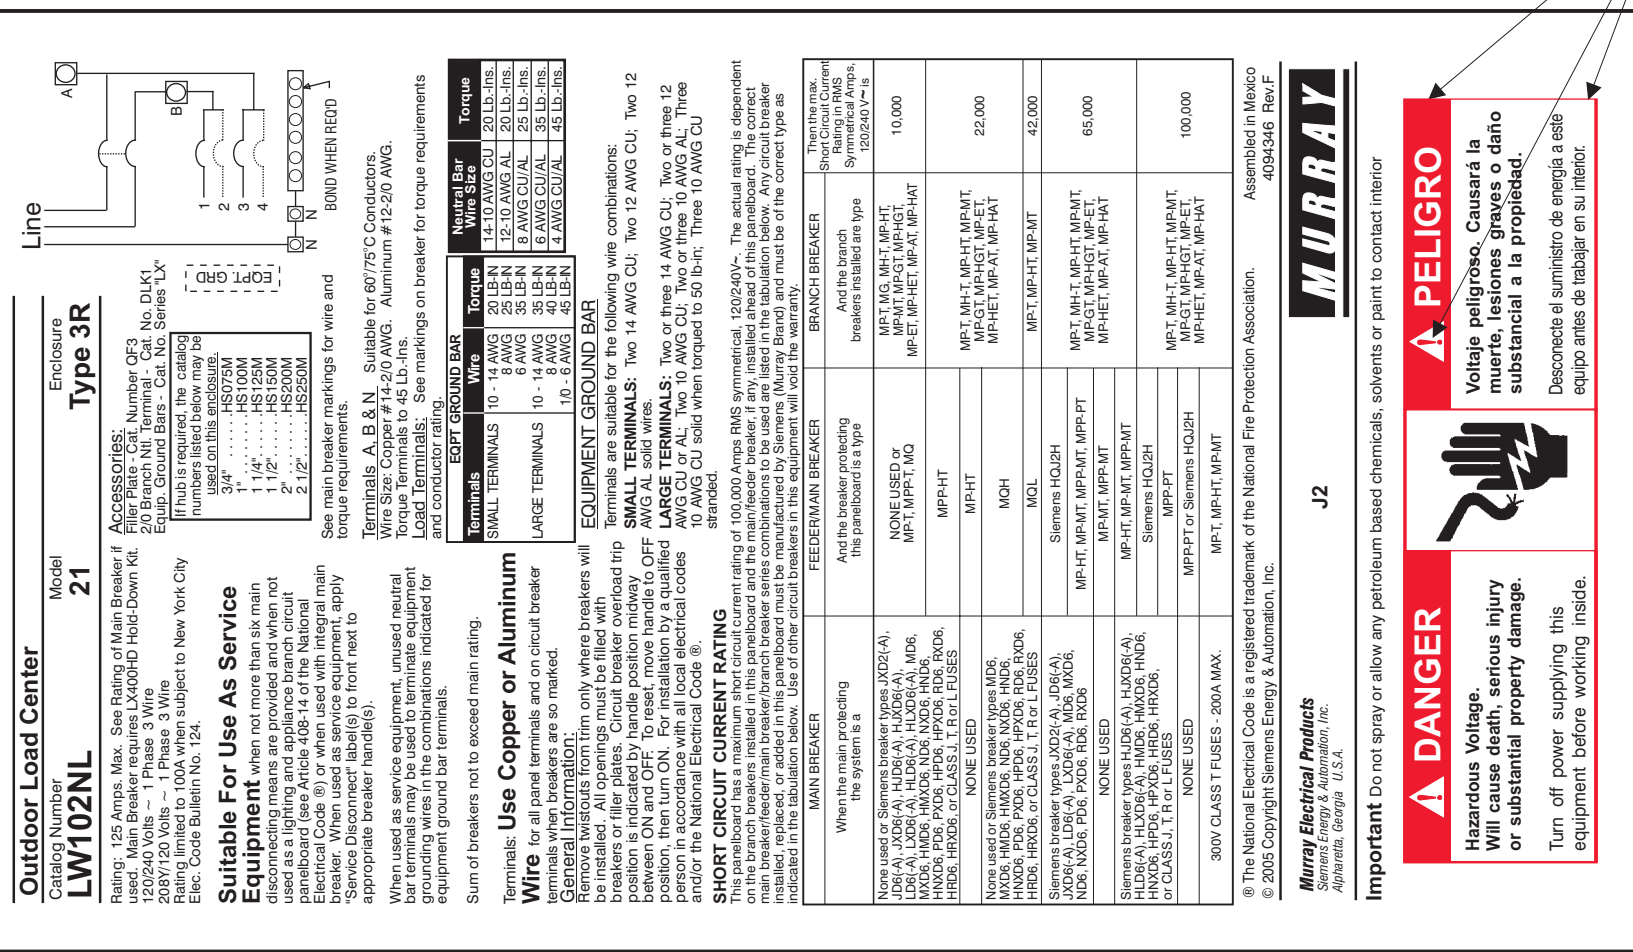 Outdoor Load Center
Catalog Number
LW102NL
Model
21
Enclosure
Type 3R
Rating: 125 Amps. Max. See Rating of Main Breaker if
used. Main Breaker requires LX400HD Hold-Down Kit.
120/240 Volts ~ 1 Phase 3 Wire
208Y/120 Volts ~ 1 Phase 3 Wire
Rating limited to 100A when subject to New York City
Elec. Code Bulletin No. 124.
Suitable For Use As Service
Equipment when not more than six main
disconnecting means are provided and when not
used as a lighting and appliance branch circuit
panelboard (see Article 408-14 of the National
Electrical Code ®) or when used with integral main
breaker. When used as service equipment, apply
"Service Disconnect" label(s) to front next to
appropriate breaker handle(s).
When used as service equipment, unused neutral
bar terminals may be used to terminate equipment
grounding wires in the combinations indicated for
equipment ground bar terminals.
Sum of breakers not to exceed main rating.
Terminals: Use Copper or Aluminum
Wire for all panel terminals and on circuit breaker
terminals when breakers are so marked.
General Information:
Remove twistouts from trim only where breakers will
be installed. All openings must be filled with
breakers or filler plates. Circuit breaker overload trip
position is indicated by handle position midway
between ON and OFF. To reset, move handle to OFF
position, then turn ON. For installation by a qualified
person in accordance with all local electrical codes
and/or the National Electrical Code ®.
Accessories:
Filler Plate - Cat. Number QF3
2/0 Branch Ntl. Terminal - Cat. No. DLK1
Equip. Ground Bars - Cat. No. Series "LX"
If hub is required, the catalog
numbers listed below may be
used on this enclosure.
3/4" . . . . . . .HS075M
1" . . . . . . . .HS100M
1 1/4". . . . . .HS125M
1 1/2". . . . . .HS150M
2" . . . . . . . .HS200M
2 1/2". . . . . .HS250M
Line
A
B
1
2
3
4
N
N
EQPT. GRD
BOND WHEN REQ'D
See main breaker markings for wire and
torque requirements.
Terminals A, B & N Suitable for 60°/75°C Conductors.
Wire Size: Copper #14-2/0 AWG. Aluminum #12-2/0 AWG.
Torque Terminals to 45 Lb.-Ins.
Load Terminals: See markings on breaker for torque requirements
and conductor rating.
EQPT GROUND BAR
Terminals Wire Torque
SMALL TERMINALS 10 - 14 AWG 20 LB-N
8 AWG 25 LB-N
6 AWG 35 LB-N
LARGE TERMINALS 10 - 14 AWG 35 LB-N
8 AWG 40 LB-N
1/0 - 6 AWG 45 LB-N
Neutral Bar
Wire Size Torque
14-10 AWG CU 20 Lb.-Ins.
12-10 AWG AL 20 Lb.-Ins.
8 AWG CU/AL 25 Lb.-Ins.
6 AWG CU/AL 35 Lb.-Ins.
4 AWG CU/AL 45 Lb.-Ins.
EQUIPMENT GROUND BAR
Terminals are suitable for the following wire combinations:
SMALL TERMINALS: Two 14 AWG CU; Two 12 AWG CU; Two 12
AWG AL solid wires.
LARGE TERMINALS: Two or three 14 AWG CU; Two or three 12
AWG CU or AL; Two 10 AWG CU; Two or three 10 AWG AL; Three
10 AWG CU solid when torqued to 50 lb-in; Three 10 AWG CU
stranded.
SHORT CIRCUIT CURRENT RATING
This panelboard has a maximum short circuit current rating of 100,000 Amps RMS symmetrical, 120/240V~. The actual rating is dependent
on the branch breakers installed in this panelboard and the main/feeder breaker, if any, installed ahead of this panelboard. The correct
main breaker/feeder/main breaker/branch breaker series combinations to be used are listed in the tabulation below. Any circuit breaker
installed, replaced, or added in this panelboard must be manufactured by Siemens (Murray Brand) and must be of the correct type as
indicated in the tabulation below. Use of other circuit breakers in this equipment will void the warranty.
MAIN BREAKER
FEEDER/MAIN BREAKER
BRANCH BREAKER
Then the max.
Short Circuit Current
Rating in RMS
Symmetrical Amps,
120/240 V~ is
When the main protecting
the system is a
And the breaker protecting
this panelboard is a type
And the branch
breakers installed are type
None used or Siemens breaker types JXD2(-A),
JD6(-A), JXD6(-A), HJD6(-A), HJXD6(-A),
LD6(-A), LXD6(-A), HLD6(-A), HLXD6(-A), MD6,
MXD6, HMD6, HMXD6, ND6, NXD6, HND6,
HNXD6, PD6, PXD6, HPD6, HPXD6, RD6, RXD6,
HRD6, HRXD6, or CLASS J, T, R or L FUSES
NONE USED or
MP-T, MPP-T, MQ
MP-T, MG, MH-T, MP-HT,
MP-MT, MP-GT, MP-HGT,
MP-ET, MP-HET, MP-AT, MP-HAT
10,000
MPP-HT
NONE USED
MP-HT
MP-T, MH-T, MP-HT, MP-MT,
MP-GT, MP-HGT, MP-ET,
MP-HET, MP-AT, MP-HAT
22,000
None used or Siemens breaker MD6,
MXD6, HMD6, HMXD6, ND6, NXD6, HND6,
HNXD6, PD6, PXD6, HPD6, HPXD6, RD6, RXD6,
HRD6, HRXD6 or CLASS J, T, R or L FUSES
MQH
MQL
MP-T, MP-HT, MP-MT
42,000
Siemens breaker types JXD2(-A), JD6(-A),
JXD6(-A), LD6(-A), LXD6(-A), MD6, MXD6,
ND6, NXD6, PD6, PXD6, RD6, RXD6
Siemens HQJ2H
MP-HT, MP-MT, MPP-MT, MPP-PT
NONE USED
MP-MT, MPP-MT
MP-T, MH-T, MP-HT, MP-MT,
MP-GT, MP-HGT, MP-ET,
MP-HET, MP-AT, MP-HAT
65,000
Siemens breaker types HJD6(-A), HJXD6(-A),
HLD6(-A), HLXD6(-A), HMD6, HMXD6, HND6,
HNXD6, HPD6, HPXD6, HRD6, HRXD6,
or CLASS J, T, R or L FUSES
MP-HT, MP-MT, MPP-MT
Siemens HQJ2H
MPP-PT
NONE USED
MPP-PT or Siemens HQJ2H
MP-T, MH-T, MP-HT, MP-MT,
MP-GT, MP-HGT, MP-ET,
MP-HET, MP-AT, MP-HAT
100,000
300V CLASS T FUSES - 200A MAX.
MP-T, MP-HT, MP-MT
® The National Electrical Code is a registered trademark of the National Fire Protection Association.
© 2005 Copyright Siemens Energy & Automation, Inc.
Assembled in Mexico
4094346 Rev.F
Murray Electrical Products
Siemens Energy & Automation, Inc.
Alpharetta, Georgia U.S.A.
J2
MURRAY
Important Do not spray or allow any petroleum based chemicals, solvents or paint to contact interior
DANGER
Hazardous Voltage.
Will cause death, serious injury
or substantial property damage.
Turn off power supplying this
equipment before working inside.
PELIGRO
Voltaje peligroso. Causará la
muerte, lesiones graves o daño
substancial a la propiedad.
Desconecte el suministro de energía a este
equipo antes de trabajar en su interior.